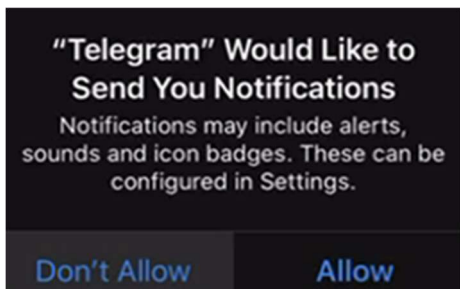 “Telegram” Would Like to
Send You Notifications
Notifications may include alerts,
sounds and icon badges. These can be
configured in Settings.
Don’t Allow
Allow